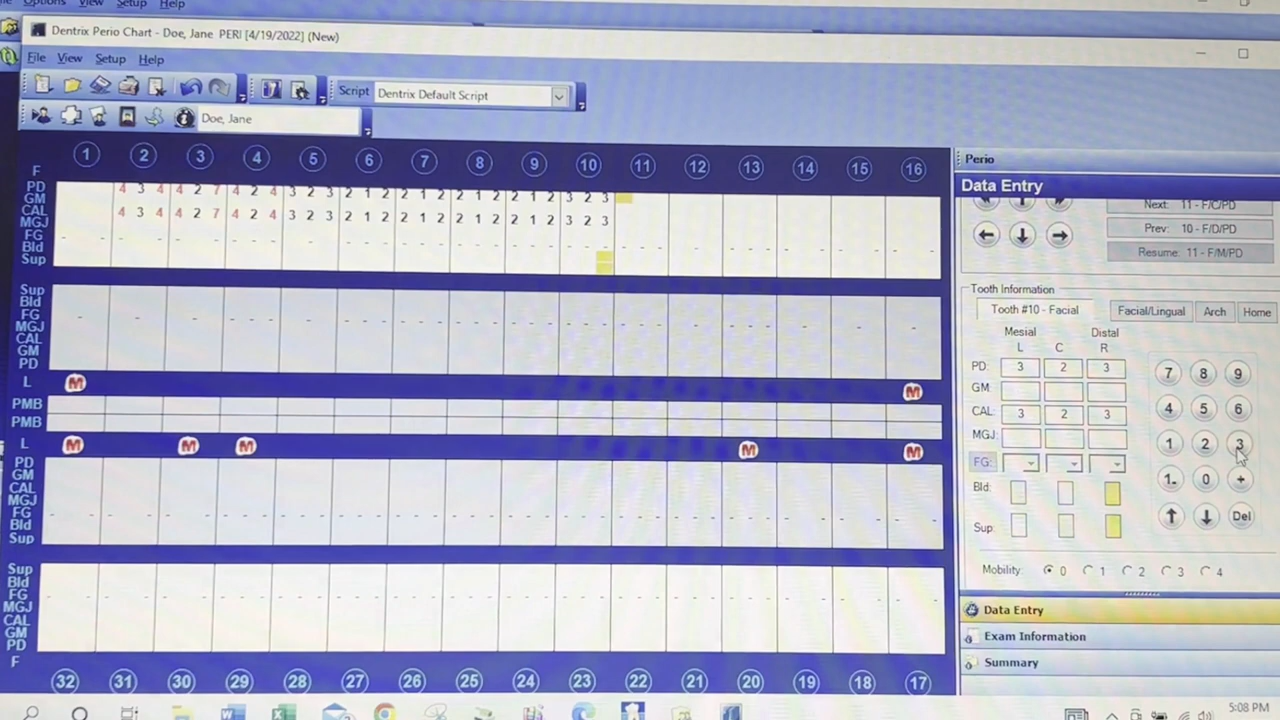 Options View Setup Help
Dentrix Perio Chart - Doe, Jane PERI [4/19/2022] (New)
File View Setup Help
Script Dentrix Default Script
Doe, Jane
1 2 3 4 5 6 7 8 9 10 11 12 13 14 15 16
F
PD 4 3 4 4 2 7 4 2 4 3 2 3 2 1 2 2 1 2 2 1 2 2 1 2 3 2 3
GM
CAL 4 3 4 4 2 7 4 2 4 3 2 3 2 1 2 2 1 2 2 1 2 2 1 2 3 2 3
MGJ
FG
Bld
Sup
Sup
Bld
FG
MGJ
CAL
GM
PD
L M M
PMB
PMB
L M M M M M
PD
GM
CAL
MGJ
FG
Bld
Sup
Sup
Bld
FG
MGJ
CAL
GM
PD
F
32 31 30 29 28 27 26 25 24 23 22 21 20 19 18 17
Perio
Data Entry
Next: 11 - F/C/PD
Prev: 10 - F/D/PD
Resume: 11 - F/M/PD
Tooth Information
Tooth #10 - Facial Facial/Lingual Arch Home
Mesial Distal
L C R
PD: 3 2 3
GM:
CAL: 3 2 3
MGJ:
FG:
Bld:
Sup:
7 8 9
4 5 6
1 2 3
1. 0 +
Del
Mobility: 0 1 2 3 4
Data Entry
Exam Information
Summary
5:08 PM